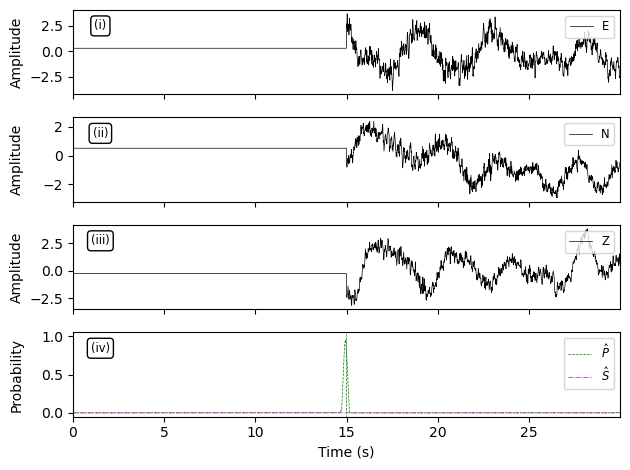 (i)
E
2.5
0.0
−2.5
Amplitude
(ii)
N
2
0
−2
Amplitude
(iii)
Z
2.5
0.0
−2.5
Amplitude
(iv)
P̂
Ŝ
1.0
0.5
0.0
Probability
0 5 10 15 20 25
Time (s)